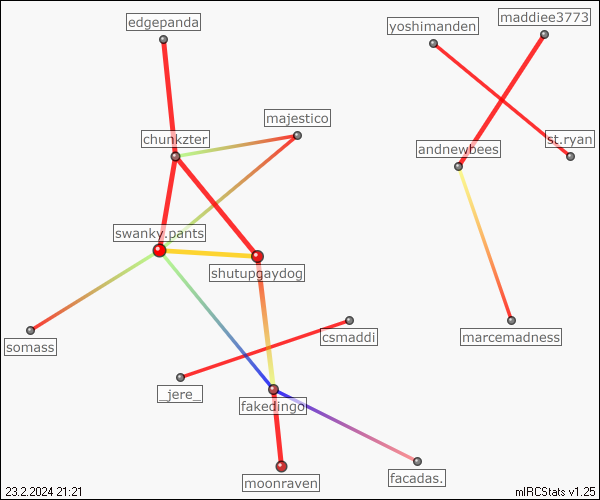 maddiee3773
edgepanda
yoshimanden
majestico
chunkzter
st.ryan
andnewbees
swanky.pants
shutupgaydog
csmaddi
marcemadness
somass
_jere_
fakedingo
facadas.
moonraven
23.2.2024 21:21
mIRCStats v1.25